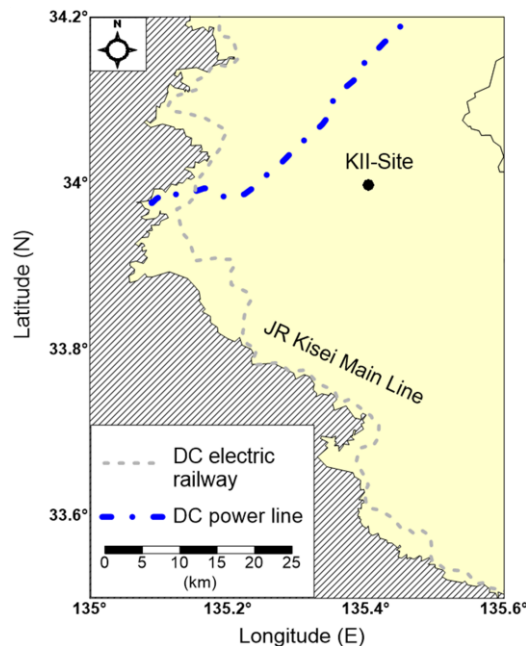 34.2°
N
KII-Site
34°
Latitude (N)
33.8°
JR Kisei Main Line
DC electric
railway
DC power line
33.6°
0 5 10 15 20 25
(km)
135° 135.2° 135.4° 135.6°
Longitude (E)